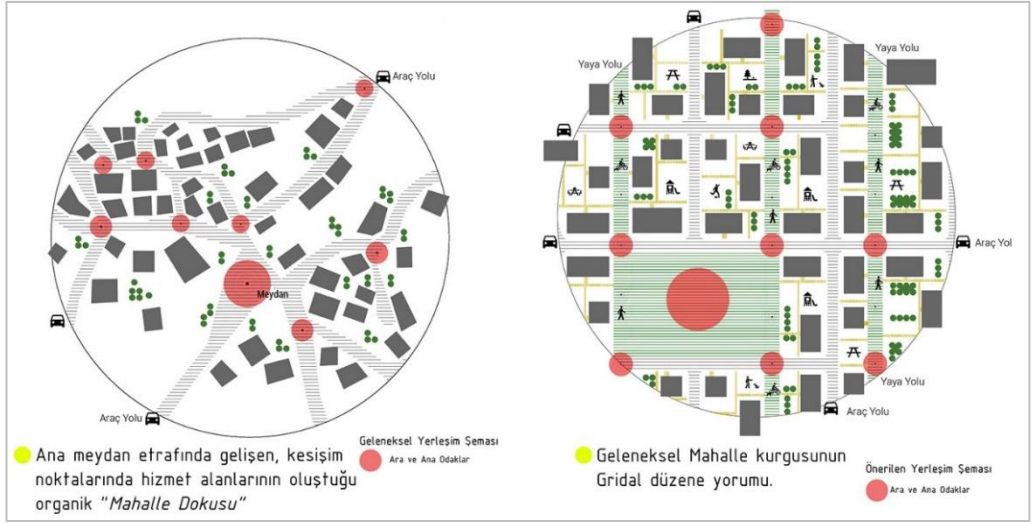 Araç Yolu
Meydan
Araç Yolu
Ana meydan etrafında gelişen, kesişim
noktalarında hizmet alanlarının oluştuğu
organik "Mahalle Dokusu"
Geleneksel Yerleşim Şeması
Ara ve Ana Odaklar
Yaya Yolu
Yaya Yolu
Araç Yol
Yaya Yolu
Araç Yolu
Geleneksel Mahalle kurgusunun
Gridal düzene yorumu.
Önerilen Yerleşim Şeması
Ara ve Ana Odaklar